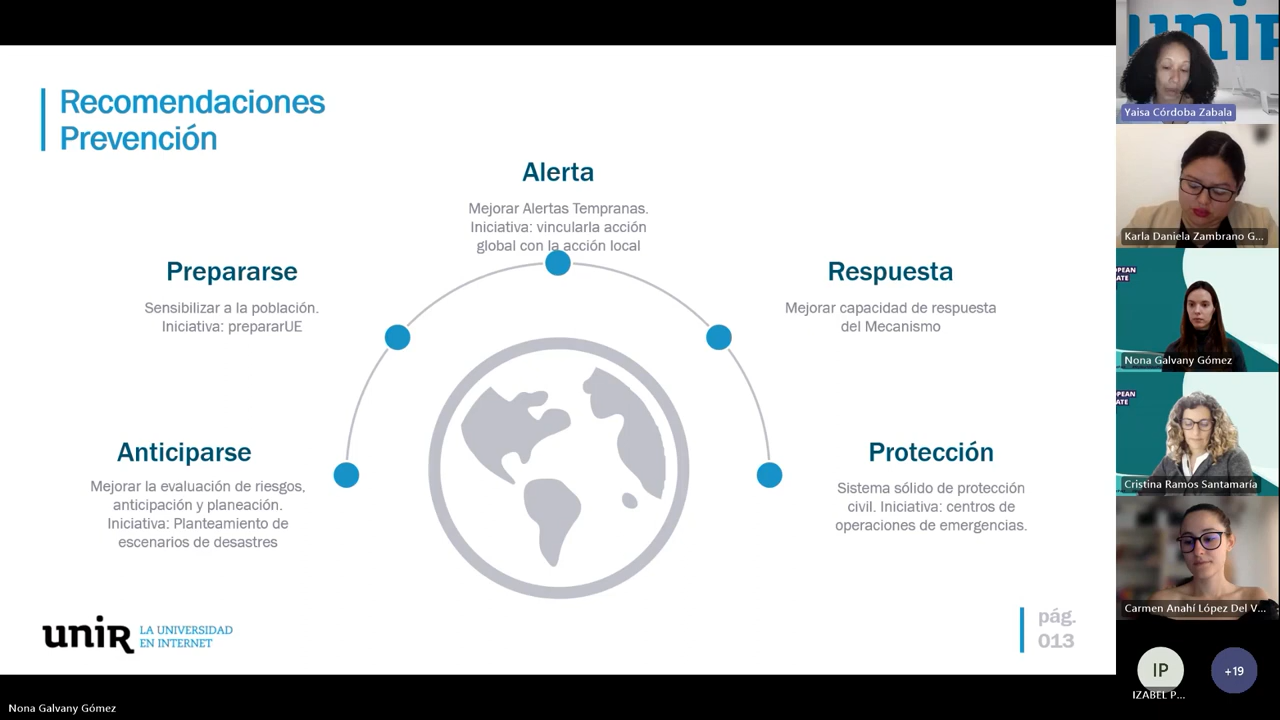 Recomendaciones
Prevención
Alerta
Mejorar Alertas Tempranas.
Iniciativa: vincularla acción
global con la acción local
Prepararse
Sensibilizar a la población.
Iniciativa: prepararUE
Respuesta
Mejorar capacidad de respuesta
del Mecanismo
Anticiparse
Mejorar la evaluación de riesgos,
anticipación y planeación.
Iniciativa: Planteamiento de
escenarios de desastres
Protección
Sistema sólido de protección
civil. Iniciativa: centros de
operaciones de emergencias.
unir
LA UNIVERSIDAD
EN INTERNET
pág.
013
Nona Galvany Gómez
unir
Yaisa Córdoba Zabala
Karla Daniela Zambrano G...
Nona Galvany Gómez
Cristina Ramos Santamaría
Carmen Anahí López Del V...
IP
IZABEL P...
+19